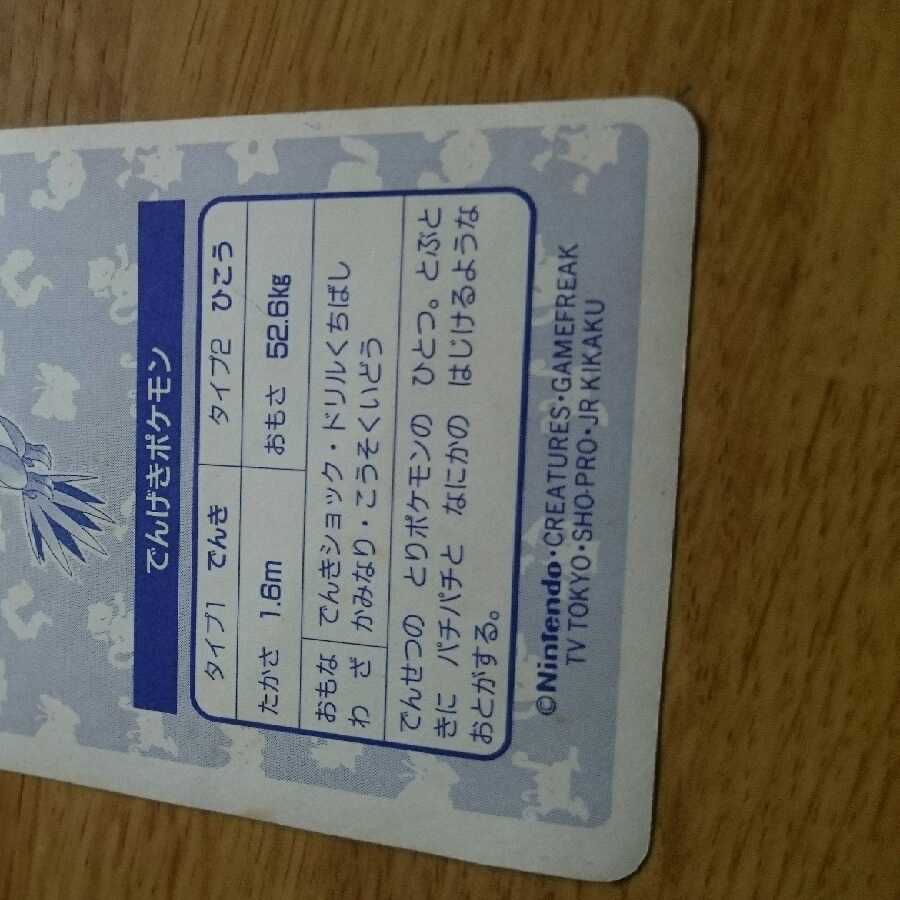 でんげきポケモン
タイプ1 でんき タイプ2 ひこう
たかさ 1.6m おもさ 52.6kg
おもな でんきショック・ドリルくちばし
わ ざ かみなり・こうそくいどう
でんせつの とりポケモンの ひとつ。とぶと
きに パチパチと なにかの はじけるような
おとがする。
©Nintendo・CREATURES・GAMEFREAK
TV TOKYO・SHO-PRO・JR KIKAKU